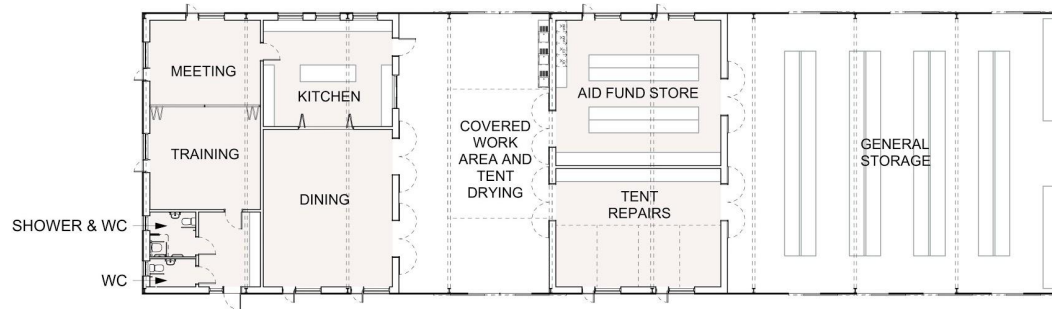 MEETING
KITCHEN
TRAINING
DINING
SHOWER & WC
WC
COVERED
WORK
AREA AND
TENT
DRYING
AID FUND STORE
TENT
REPAIRS
GENERAL
STORAGE